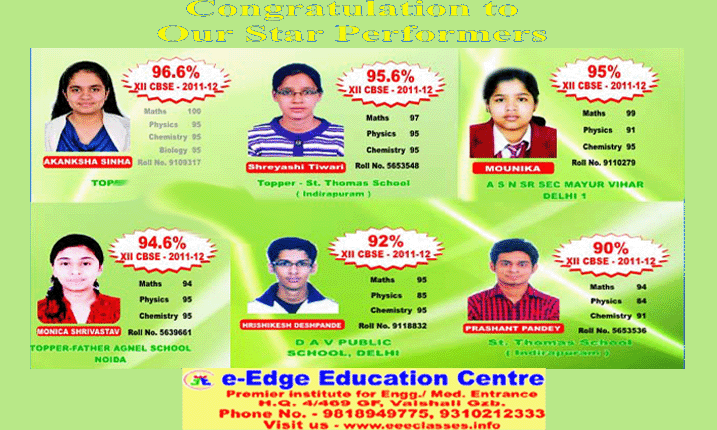 Congratulation to
Our Star Performers
96.6%
XII CBSE - 2011-12
Maths 100
Physics 95
Chemistry 95
Biology 95
Roll No. 9109317
AKANKSHA SINHA
TOPP
95.6%
XII CBSE - 2011-12
Maths 97
Physics 95
Chemistry 95
Roll No. 5653548
Shreyashi Tiwari
Topper - St. Thomas School
( Indirapuram )
95%
XII CBSE - 2011-12
Maths 99
Physics 91
Chemistry 95
Roll No. 9110279
MOUNIKA
A S N SR SEC MAYUR VIHAR
DELHI 1
94.6%
XII CBSE - 2011-12
Maths 94
Physics 95
Chemistry 95
Roll No. 5639661
MONICA SHRIVASTAV
TOPPER-FATHER AGNEL SCHOOL
NOIDA
92%
XII CBSE - 2011-12
Maths 95
Physics 85
Chemistry 95
Roll No. 9118832
HRISHIKESH DESHPANDE
D A V PUBLIC
SCHOOL, DELHI
90%
XII CBSE - 2011-12
Maths 94
Physics 84
Chemistry 91
Roll No. 5653536
PRASHANT PANDEY
St. Thomas School
( Indirapuram )
e-Edge Education Centre
Premier institute for Engg./ Med. Entrance
H.Q. 4/469 GF, Vaishali Gzb.
Phone No. - 9818949775, 9310212333
Visit us - www.eeeclasses.info